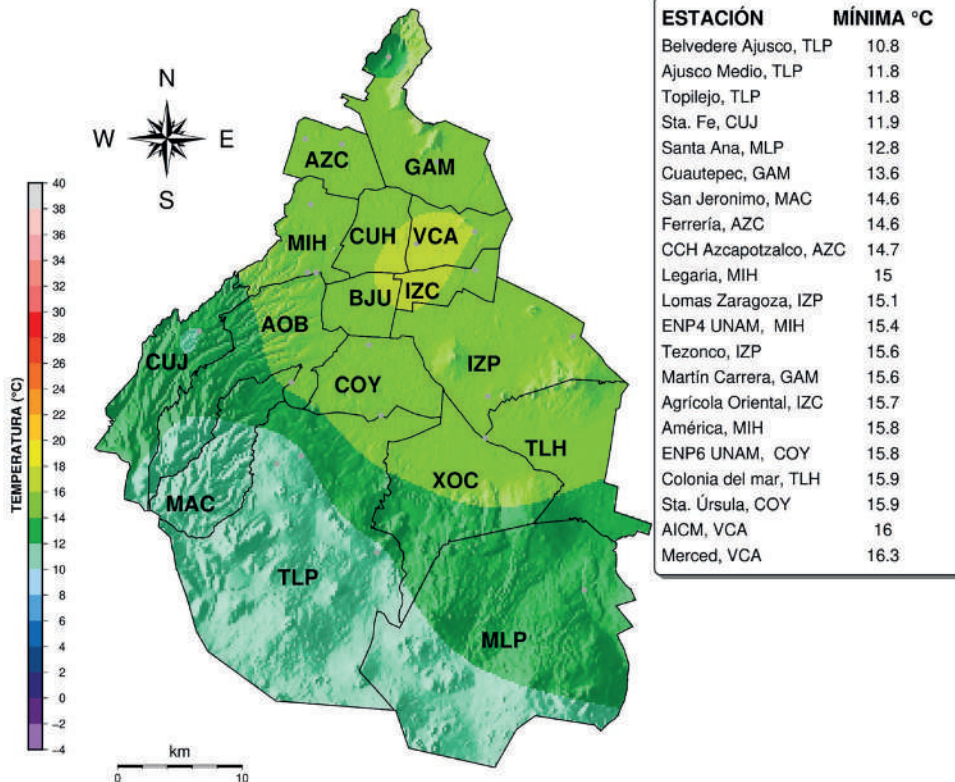 ESTACIÓN MÍNIMA °C
Belvedere Ajusco, TLP 10.8
Ajusco Medio, TLP 11.8
Topilejo, TLP 11.8
Sta. Fe, CUJ 11.9
Santa Ana, MLP 12.8
Cuautepec, GAM 13.6
San Jeronimo, MAC 14.6
Ferrería, AZC 14.6
CCH Azcapotzalco, AZC 14.7
Legaria, MIH 15
Lomas Zaragoza, IZP 15.1
ENP4 UNAM, MIH 15.4
Tezonco, IZP 15.6
Martín Carrera, GAM 15.6
Agrícola Oriental, IZC 15.7
América, MIH 15.8
ENP6 UNAM, COY 15.8
Colonia del mar, TLH 15.9
Sta. Úrsula, COY 15.9
AICM, VCA 16
Merced, VCA 16.3
N
W E
S
AZC
GAM
MIH CUH VCA
BJU IZC
AOB
CUJ
COY
IZP
TLH
XOC
MAC
TLP
MLP
TEMPERATURA (°C)
40
38
36
34
32
30
28
26
24
22
20
18
16
14
12
10
8
6
4
2
0
−2
−4
km
0 10